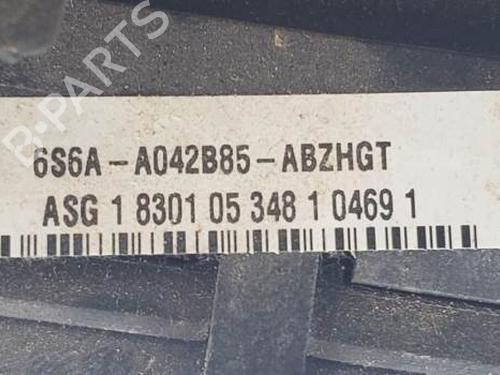 6S6A-A042B85-ABZHGT
ASG 1 8301 05 348 1 0469 1
B-PARTS